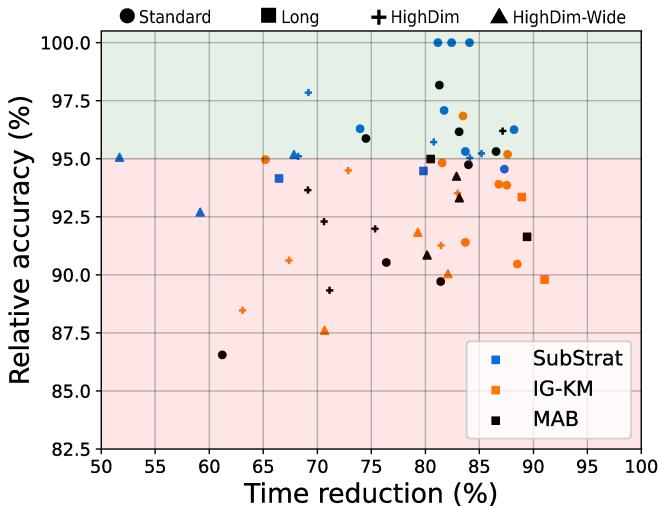 Standard Long HighDim HighDim-Wide
Relative accuracy (%)
100.0
97.5
95.0
92.5
90.0
87.5
85.0
82.5
SubStrat
IG-KM
MAB
50 55 60 65 70 75 80 85 90 95 100
Time reduction (%)